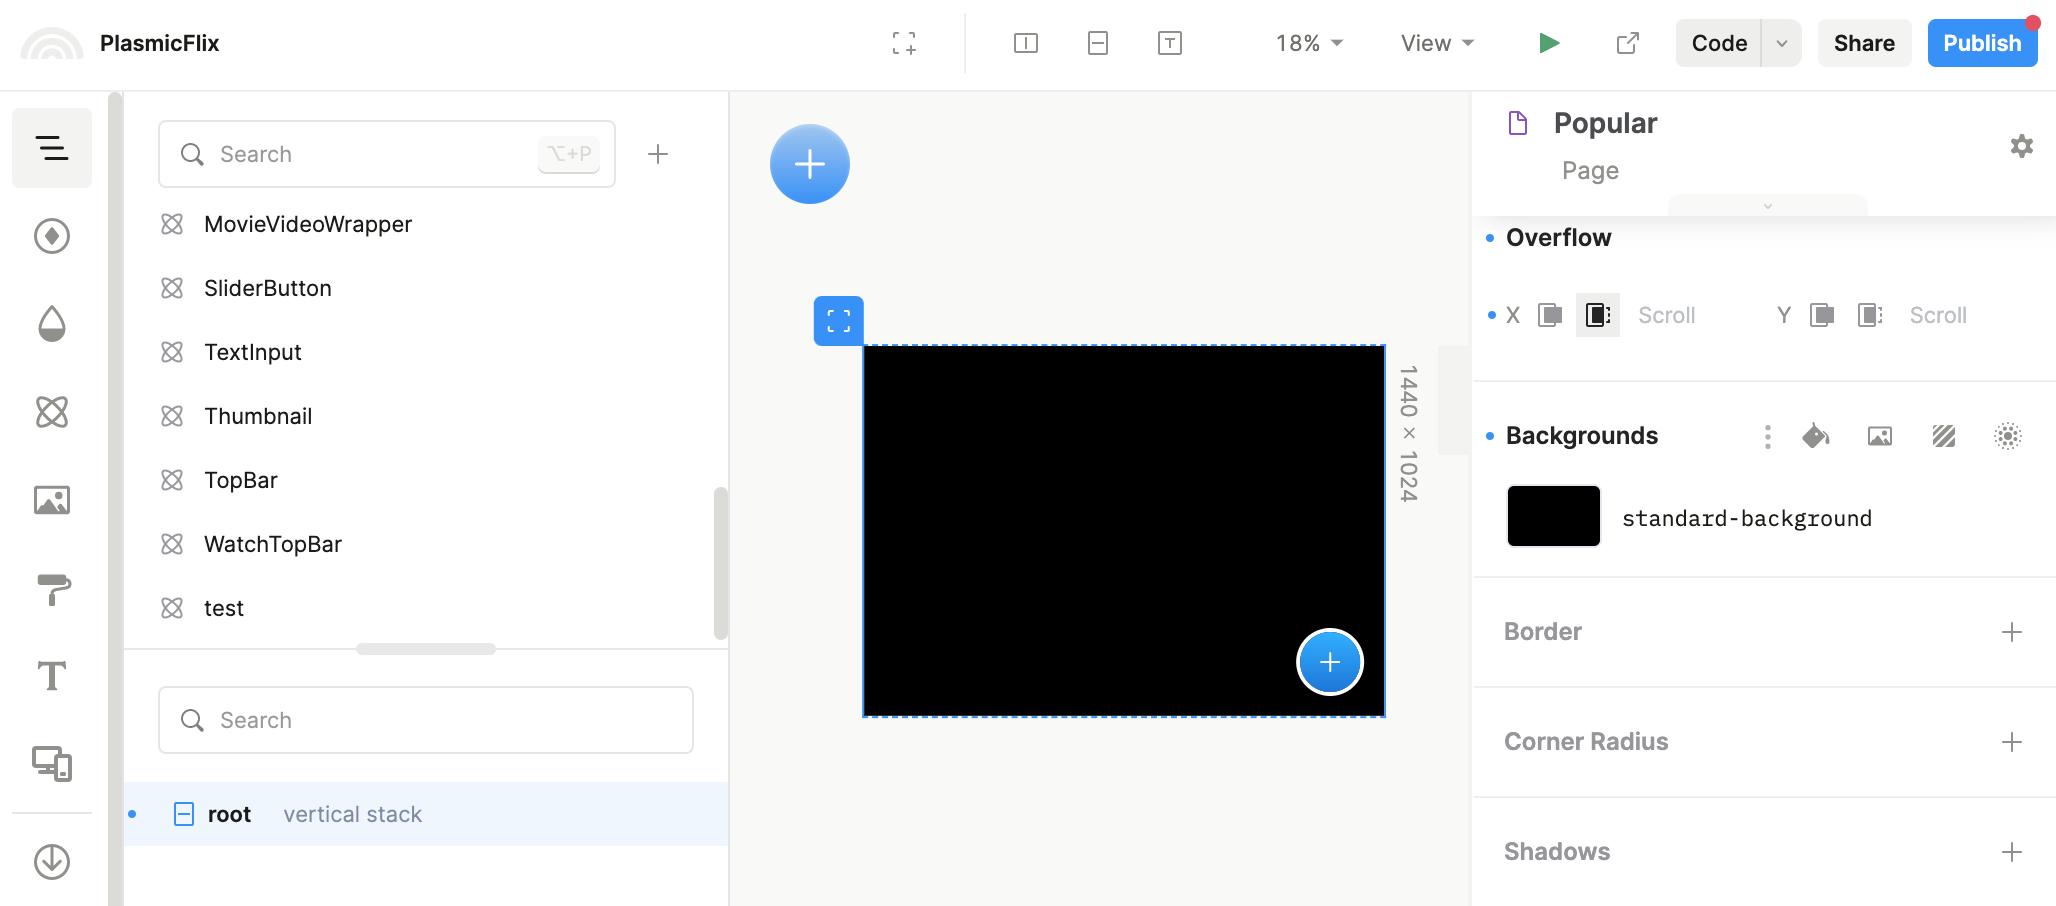 PlasmicFlix
18%
View
Code
Share
Publish
Search
⌥+P
MovieVideoWrapper
SliderButton
TextInput
Thumbnail
TopBar
WatchTopBar
test
Search
root vertical stack
1440 × 1024
Popular
Page
Overflow
X Scroll Y Scroll
Backgrounds
standard-background
Border
Corner Radius
Shadows